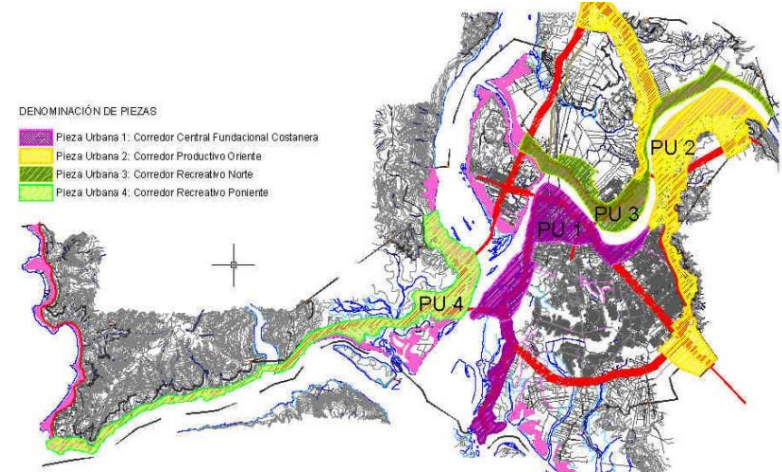 DENOMINACIÓN DE PIEZAS
Pieza Urbana 1: Corredor Central Fundacional Costanera
Pieza Urbana 2: Corredor Productivo Oriente
Pieza Urbana 3: Corredor Recreativo Norte
Pieza Urbana 4: Corredor Recreativo Poniente
PU 2
PU 3
PU 1
PU 4